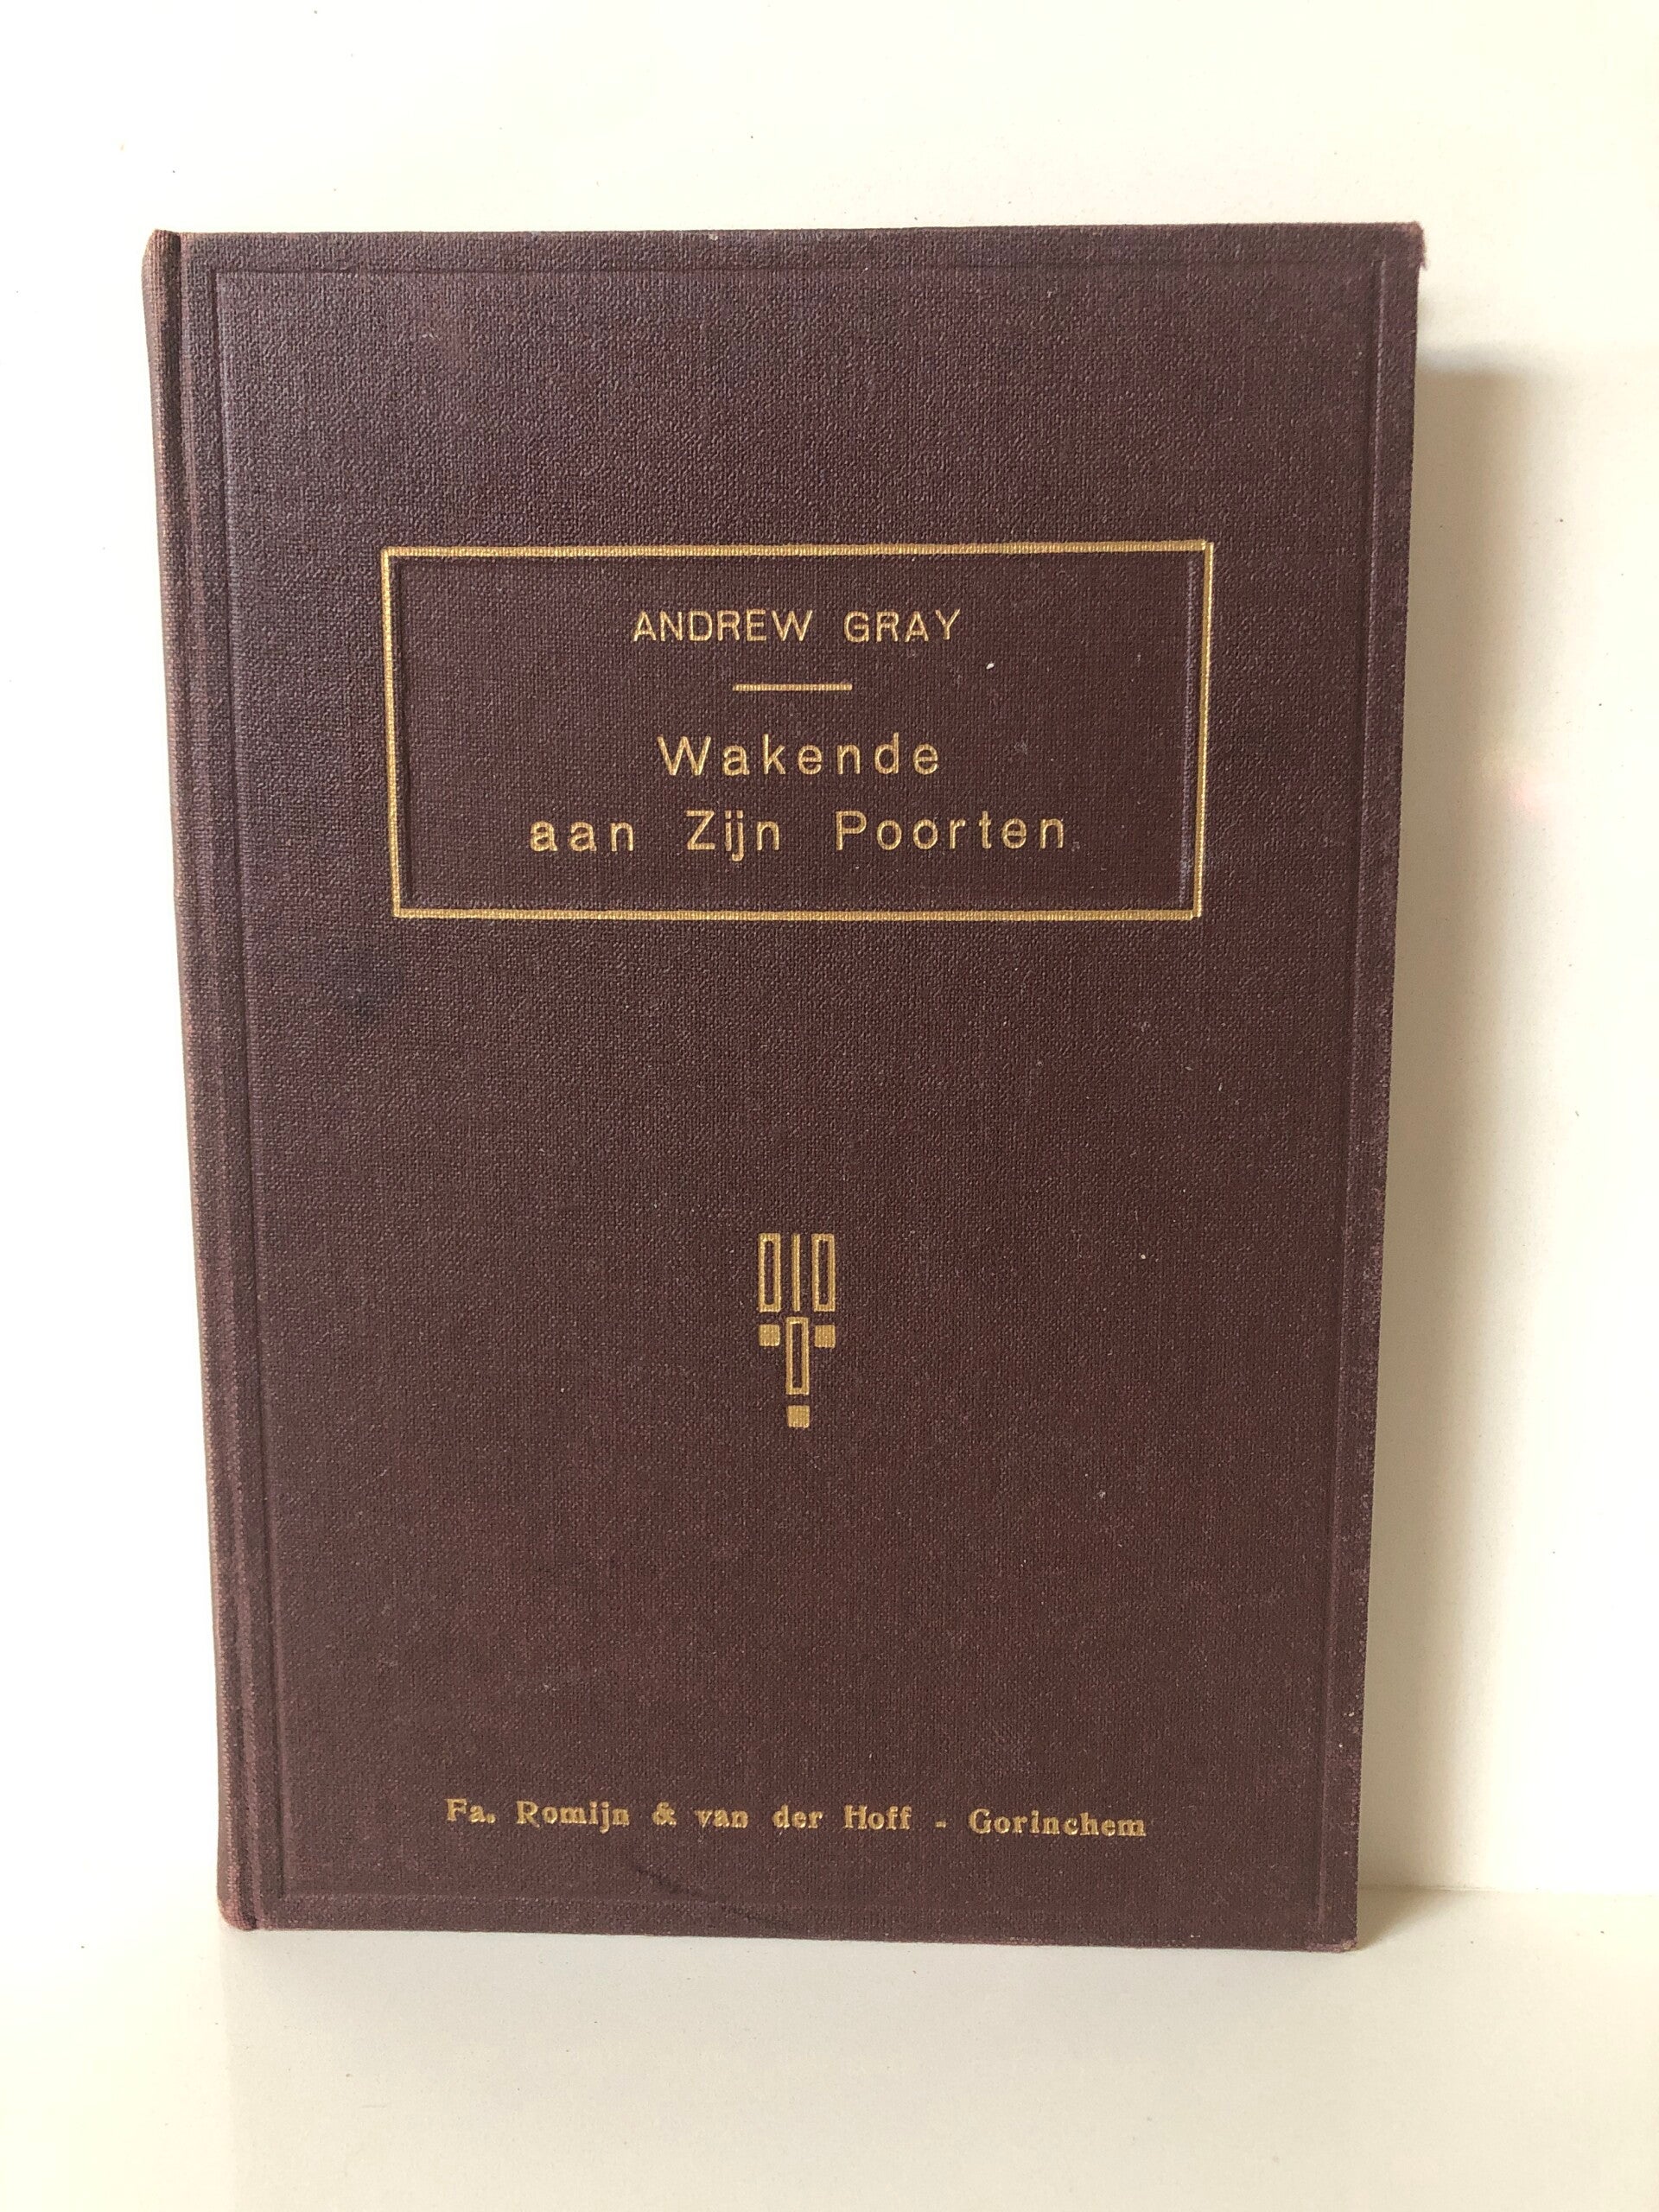 ANDREW GRAY
Wakende
aan Zijn Poorten
Fa. Romijn & van der Hoff - Gorinchem